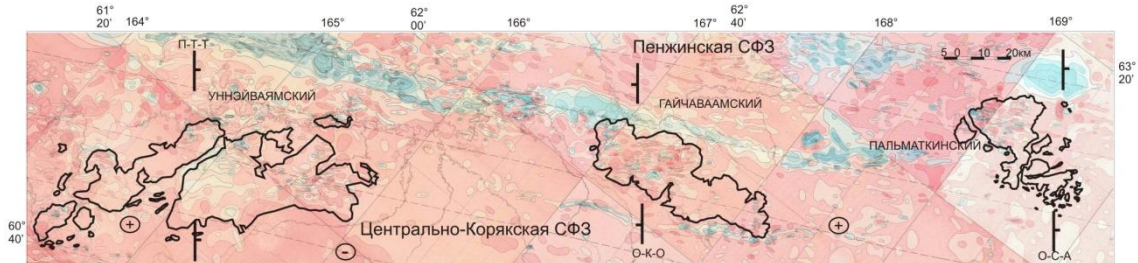 61° 20' 164° 165° 62° 00' 166° 167° 62° 40' 168° 169°
П-Т-Т
Пенжинская СФЗ
5 0 10 20км
63° 20'
УННЭЙВАЯМСКИЙ
ГАЙЧАВААМСКИЙ
ПАЛЬМАТКИНСКИЙ
60° 40'
+
Центрально-Корякская СФЗ
+
−
О-К-О
О-С-А